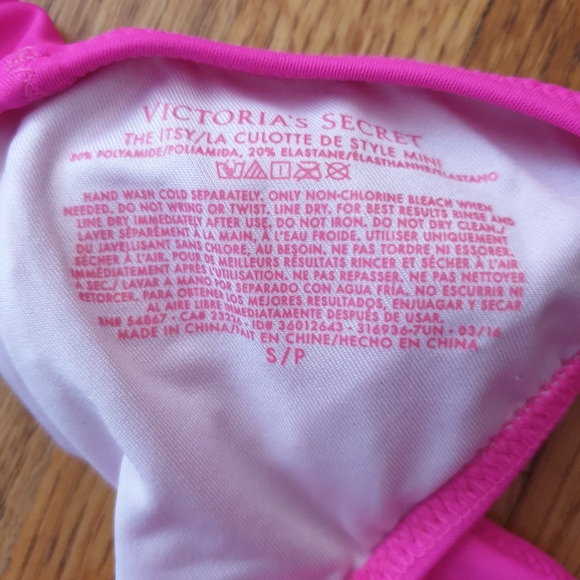 VICTORIA'S SECRET
THE ITSY/LA CULOTTE DE STYLE MINI
80% POLYAMIDE/POLIAMIDA, 20% ELASTANE/ÉLASTHANNE/ELASTANO
HAND WASH COLD SEPARATELY. ONLY NON-CHLORINE BLEACH WHEN
NEEDED. DO NOT WRING OR TWIST. LINE DRY. FOR BEST RESULTS RINSE AND
LINE DRY IMMEDIATELY AFTER USE. DO NOT IRON. DO NOT DRY CLEAN./
LAVER SÉPARÉMENT À LA MAIN, À L'EAU FROIDE. UTILISER UNIQUEMENT
DU JAVELLISANT SANS CHLORE, AU BESOIN. NE PAS TORDRE NI ESSORER.
SÉCHER À L'AIR. POUR DE MEILLEURS RÉSULTATS RINCER ET SÉCHER À L'AIR
IMMÉDIATEMENT APRÈS L'UTILISATION. NE PAS REPASSER. NE PAS NETTOYER
À SEC./LAVAR A MANO POR SEPARADO CON AGUA FRÍA. NO ESCURRIR NI
RETORCER. PARA OBTENER LOS MEJORES RESULTADOS, ENJUAGAR Y SECAR
AL AIRE LIBRE INMEDIATAMENTE DESPUÉS DE USAR.
RN# 54867 • CA# • ID# 36012643 - 316936-7UN - 03/16
MADE IN CHINA/FAIT EN CHINE/HECHO EN CHINA
S/P